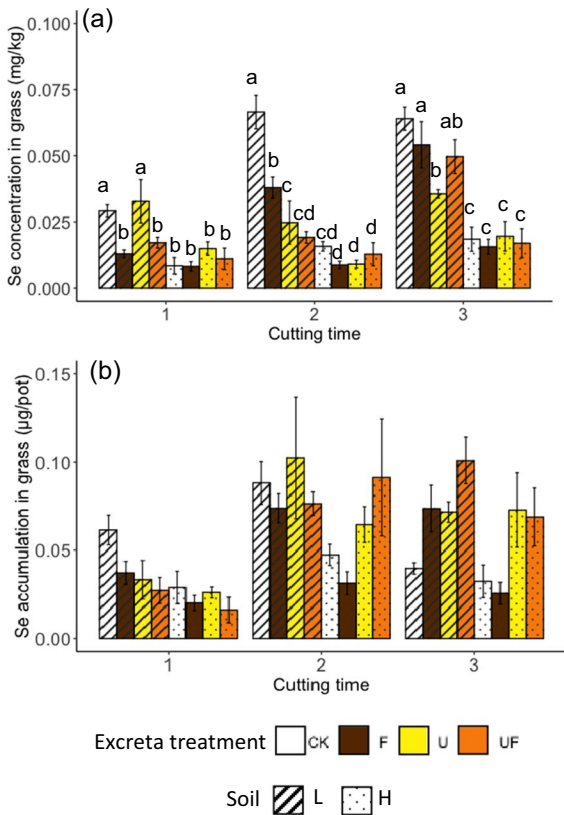 (a)
Se concentration in grass (mg/kg)
0.100
0.075
0.050
0.025
0.000
a b a b b b b b
a b c cd cd d d d
a a b ab c c c c
1 2 3
Cutting time
(b)
Se accumulation in grass (µg/pot)
0.15
0.10
0.05
0.00
1 2 3
Cutting time
Excreta treatment CK F U UF
Soil L H